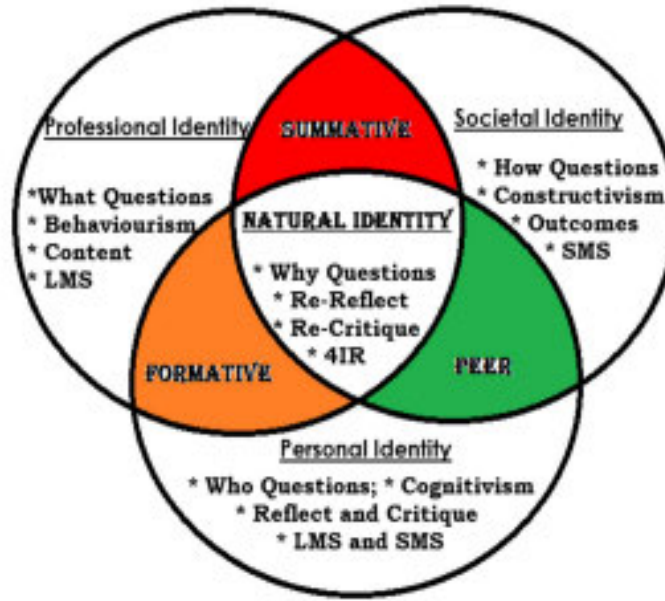 Professional Identity
*What Questions
* Behaviourism
* Content
* LMS
SUMMATIVE
Societal Identity
* How Questions
* Constructivism
* Outcomes
* SMS
NATURAL IDENTITY
* Why Questions
* Re-Reflect
* Re-Critique
* 4IR
FORMATIVE
PEER
Personal Identity
* Who Questions; * Cognitivism
* Reflect and Critique
* LMS and SMS